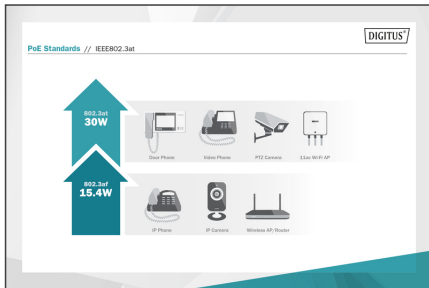 DIGITUS®
PoE Standards // IEEE802.3at
802.3at
30W
Door Phone
Video Phone
PTZ Camera
11ac Wi-Fi AP
802.3af
15.4W
IP Phone
IP Camera
Wireless AP/Router